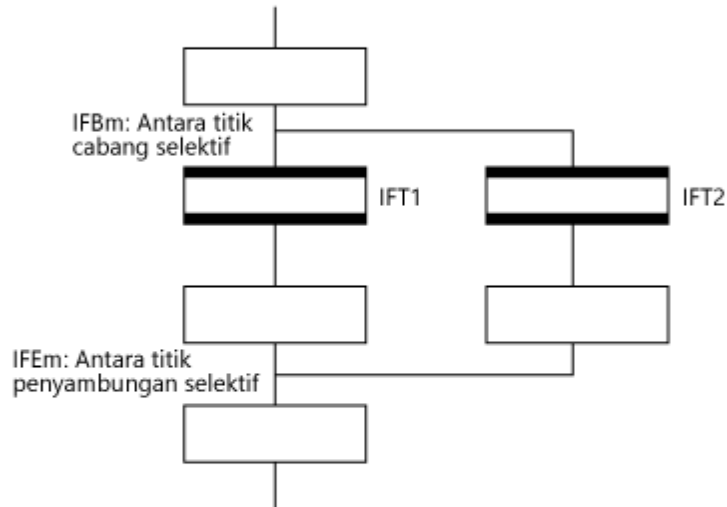 IFBm: Antara titik
cabang selektif
IFT1
IFT2
IFEm: Antara titik
penyambungan selektif